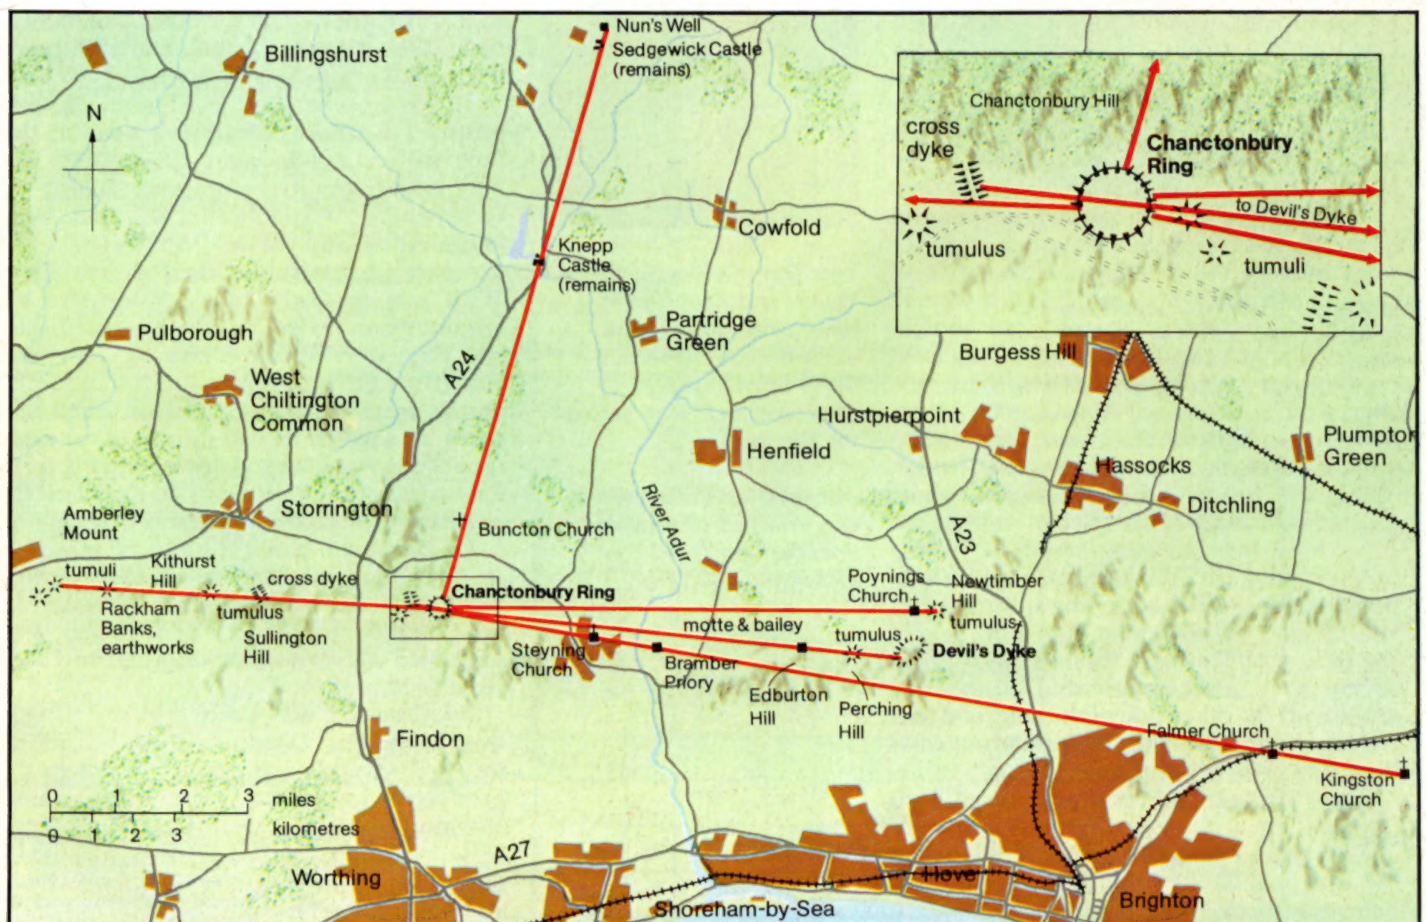 Nun's Well
Sedgewick Castle
(remains)
Billingshurst
N
Chanctonbury Hill
cross
dyke
Chanctonbury
Ring
to Devil's Dyke
tumulus
tumuli
Cowfold
Knepp
Castle
(remains)
Pulborough
Partridge
Green
A24
West
Chiltington
Common
Burgess Hill
Hurstpierpoint
Henfield
Hassocks
Plumpton
Green
Ditchling
Storrington
Amberley
Mount
Buncton Church
River Adur
A23
tumuli
Kithurst
Hill
cross dyke
Rackham
Banks,
earthworks
tumulus
Sullington
Hill
Chanctonbury Ring
Poynings
Church
Newtimber
Hill
tumulus
motte & bailey
tumulus
Devil's Dyke
Steyning
Church
Bramber
Priory
Edburton
Hill
Perching
Hill
Falmer Church
Kingston
Church
Findon
0 1 2 3 miles
0 1 2 3 kilometres
A27
Worthing
Hove
Brighton
Shoreham-by-Sea